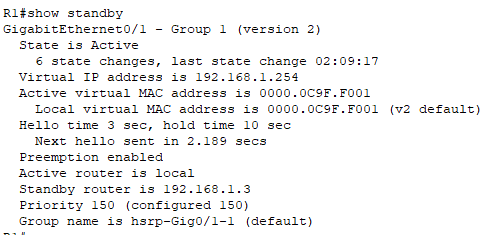 R1#show standby
GigabitEthernet0/1 - Group 1 (version 2)
State is Active
6 state changes, last state change 02:09:17
Virtual IP address is 192.168.1.254
Active virtual MAC address is 0000.0C9F.F001
Local virtual MAC address is 0000.0C9F.F001 (v2 default)
Hello time 3 sec, hold time 10 sec
Next hello sent in 2.189 secs
Preemption enabled
Active router is local
Standby router is 192.168.1.3
Priority 150 (configured 150)
Group name is hsrp-Gig0/1-1 (default)